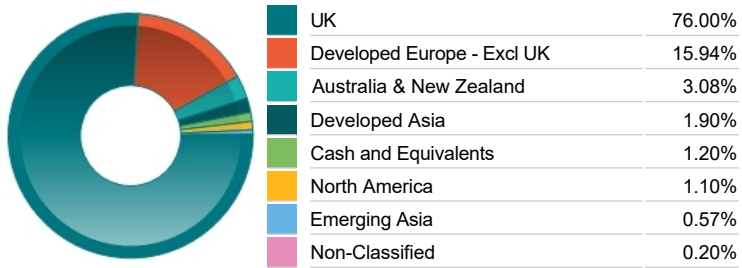 UK 76.00%
Developed Europe - Excl UK 15.94%
Australia & New Zealand 3.08%
Developed Asia 1.90%
Cash and Equivalents 1.20%
North America 1.10%
Emerging Asia 0.57%
Non-Classified 0.20%